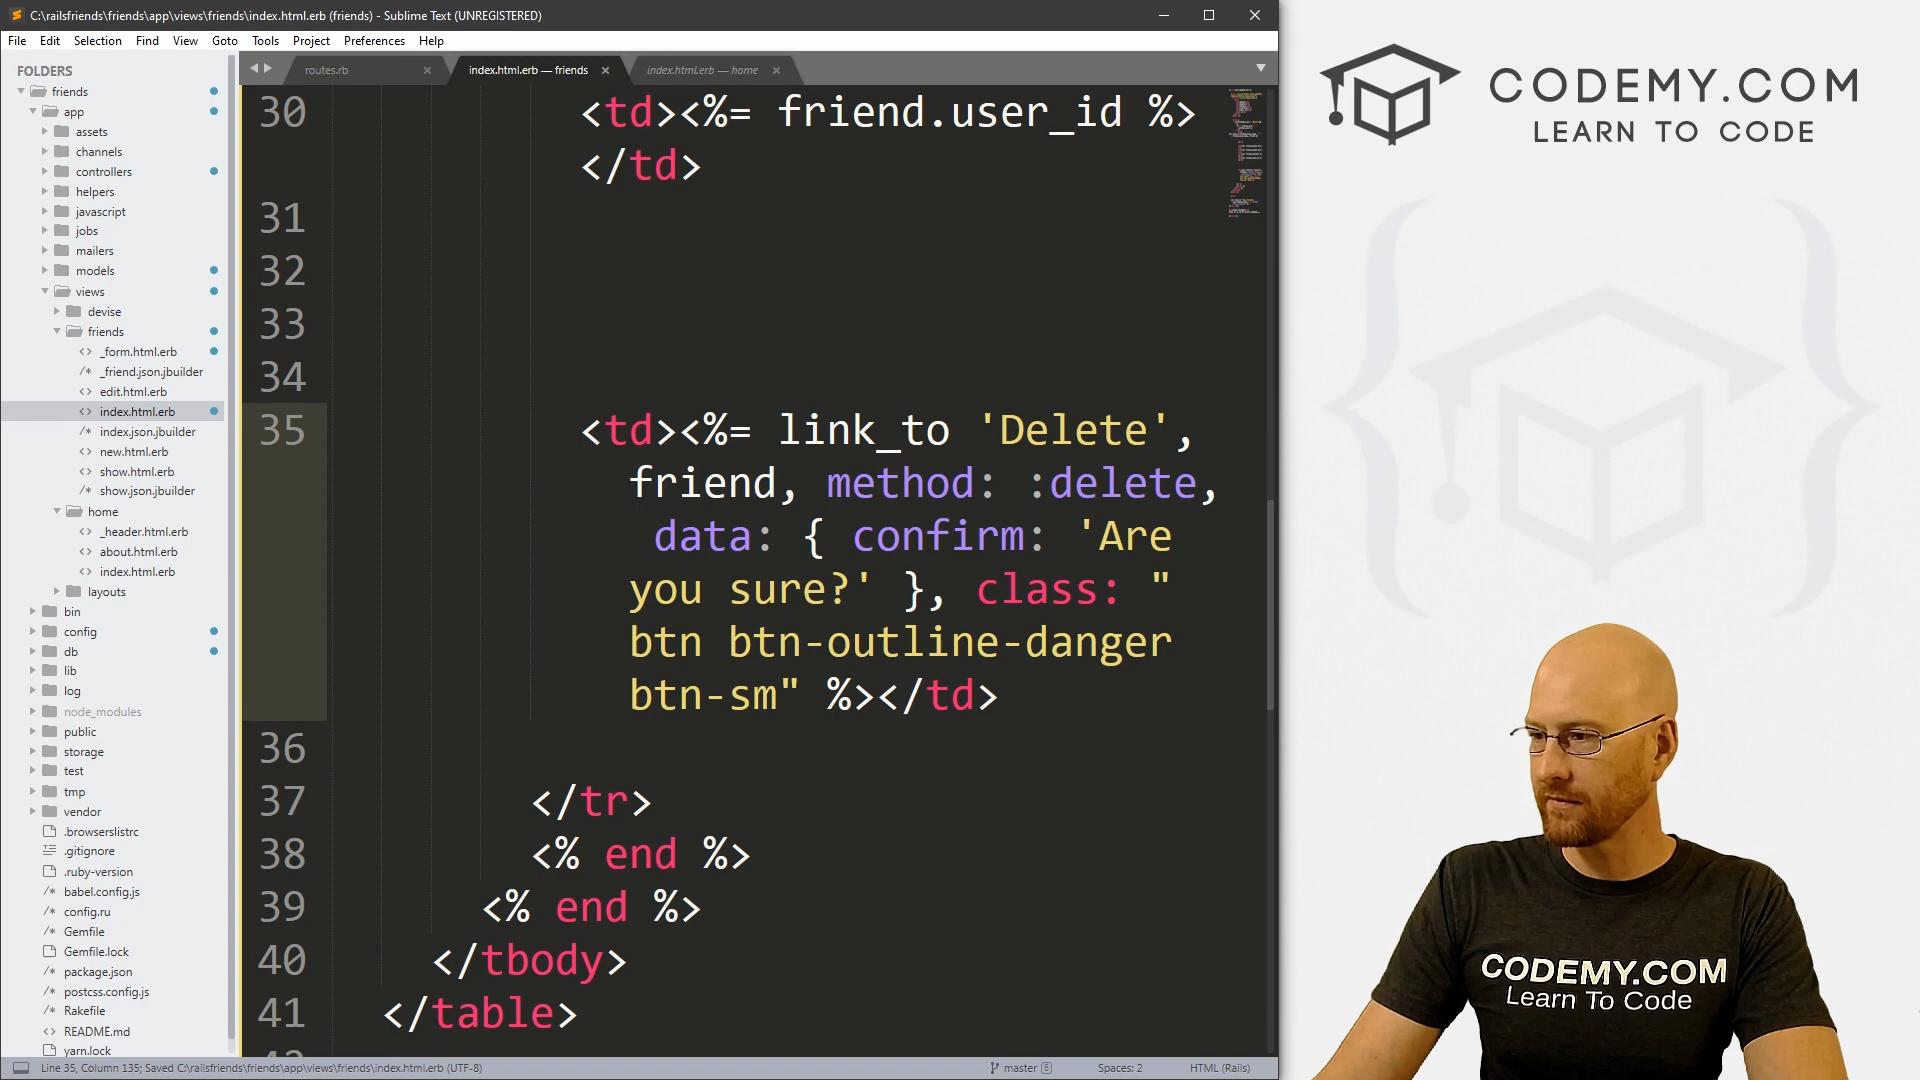 C:\railsfriends\friends\app\views\friends\index.html.erb (friends) - Sublime Text (UNREGISTERED)
File Edit Selection Find View Goto Tools Project Preferences Help
FOLDERS
friends
app
assets
channels
controllers
helpers
javascript
jobs
mailers
models
views
devise
friends
_form.html.erb
_friend.json.jbuilder
edit.html.erb
index.html.erb
index.json.jbuilder
new.html.erb
show.html.erb
show.json.jbuilder
home
_header.html.erb
about.html.erb
index.html.erb
layouts
bin
config
db
lib
log
node_modules
public
storage
test
tmp
vendor
.browserslistrc
.gitignore
.ruby-version
babel.config.js
config.ru
Gemfile
Gemfile.lock
package.json
postcss.config.js
Rakefile
README.md
yarn.lock
routes.rb
index.html.erb — friends
index.html.erb — home
30 <td><%= friend.user_id %>
</td>
31
32
33
34
35 <td><%= link_to 'Delete',
friend, method: :delete,
data: { confirm: 'Are
you sure?' }, class: "
btn btn-outline-danger
btn-sm" %></td>
36
37 </tr>
38 <% end %>
39 <% end %>
40 </tbody>
41 </table>
Line 35, Column 135; Saved C:\railsfriends\friends\app\views\friends\index.html.erb (UTF-8)
master 8
Spaces: 2
HTML (Rails)
CODEMY.COM
LEARN TO CODE
CODEMY.COM
Learn To Code